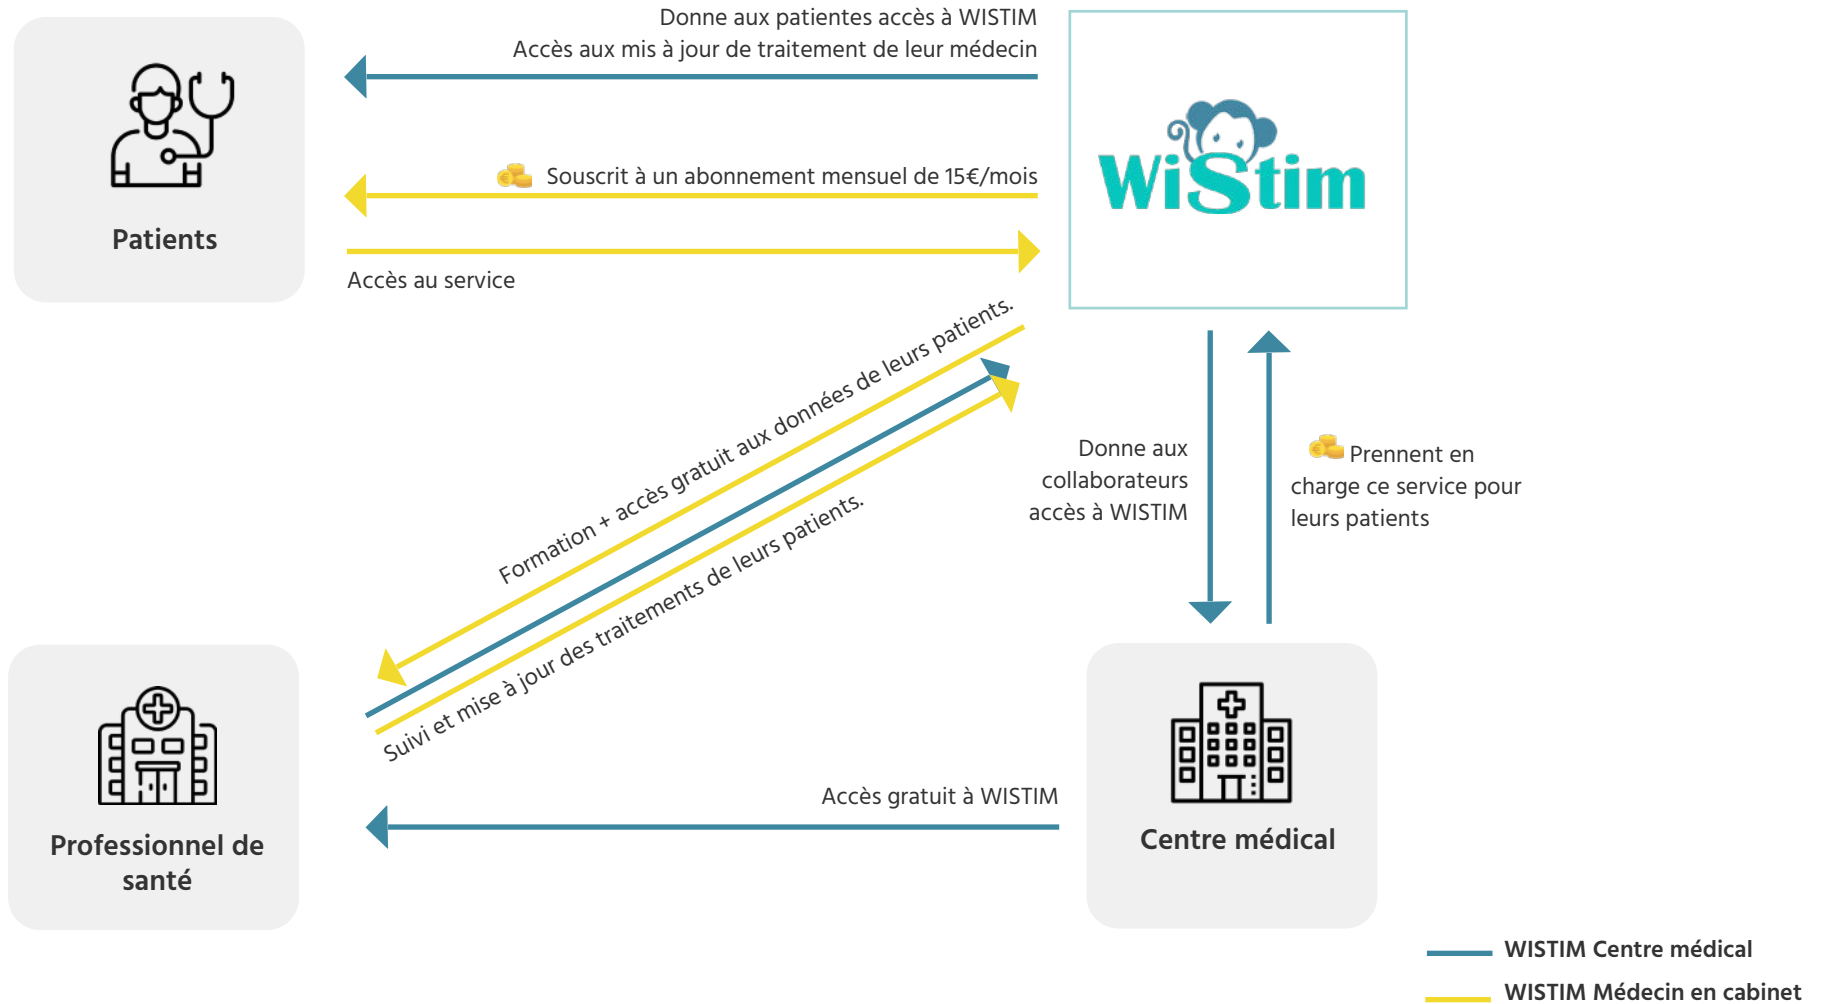 Donne aux patientes accès à WISTIM
Accès aux mis à jour de traitement de leur médecin
WiStim
Souscrit à un abonnement mensuel de 15€/mois
Patients
Accès au service
Formation + accès gratuit aux données de leurs patients.
Suivi et mise à jour des traitements de leurs patients.
Donne aux
collaborateurs
accès à WISTIM
Prennent en
charge ce service pour
leurs patients
Accès gratuit à WISTIM
Professionnel de
santé
Centre médical
WISTIM Centre médical
WISTIM Médecin en cabinet